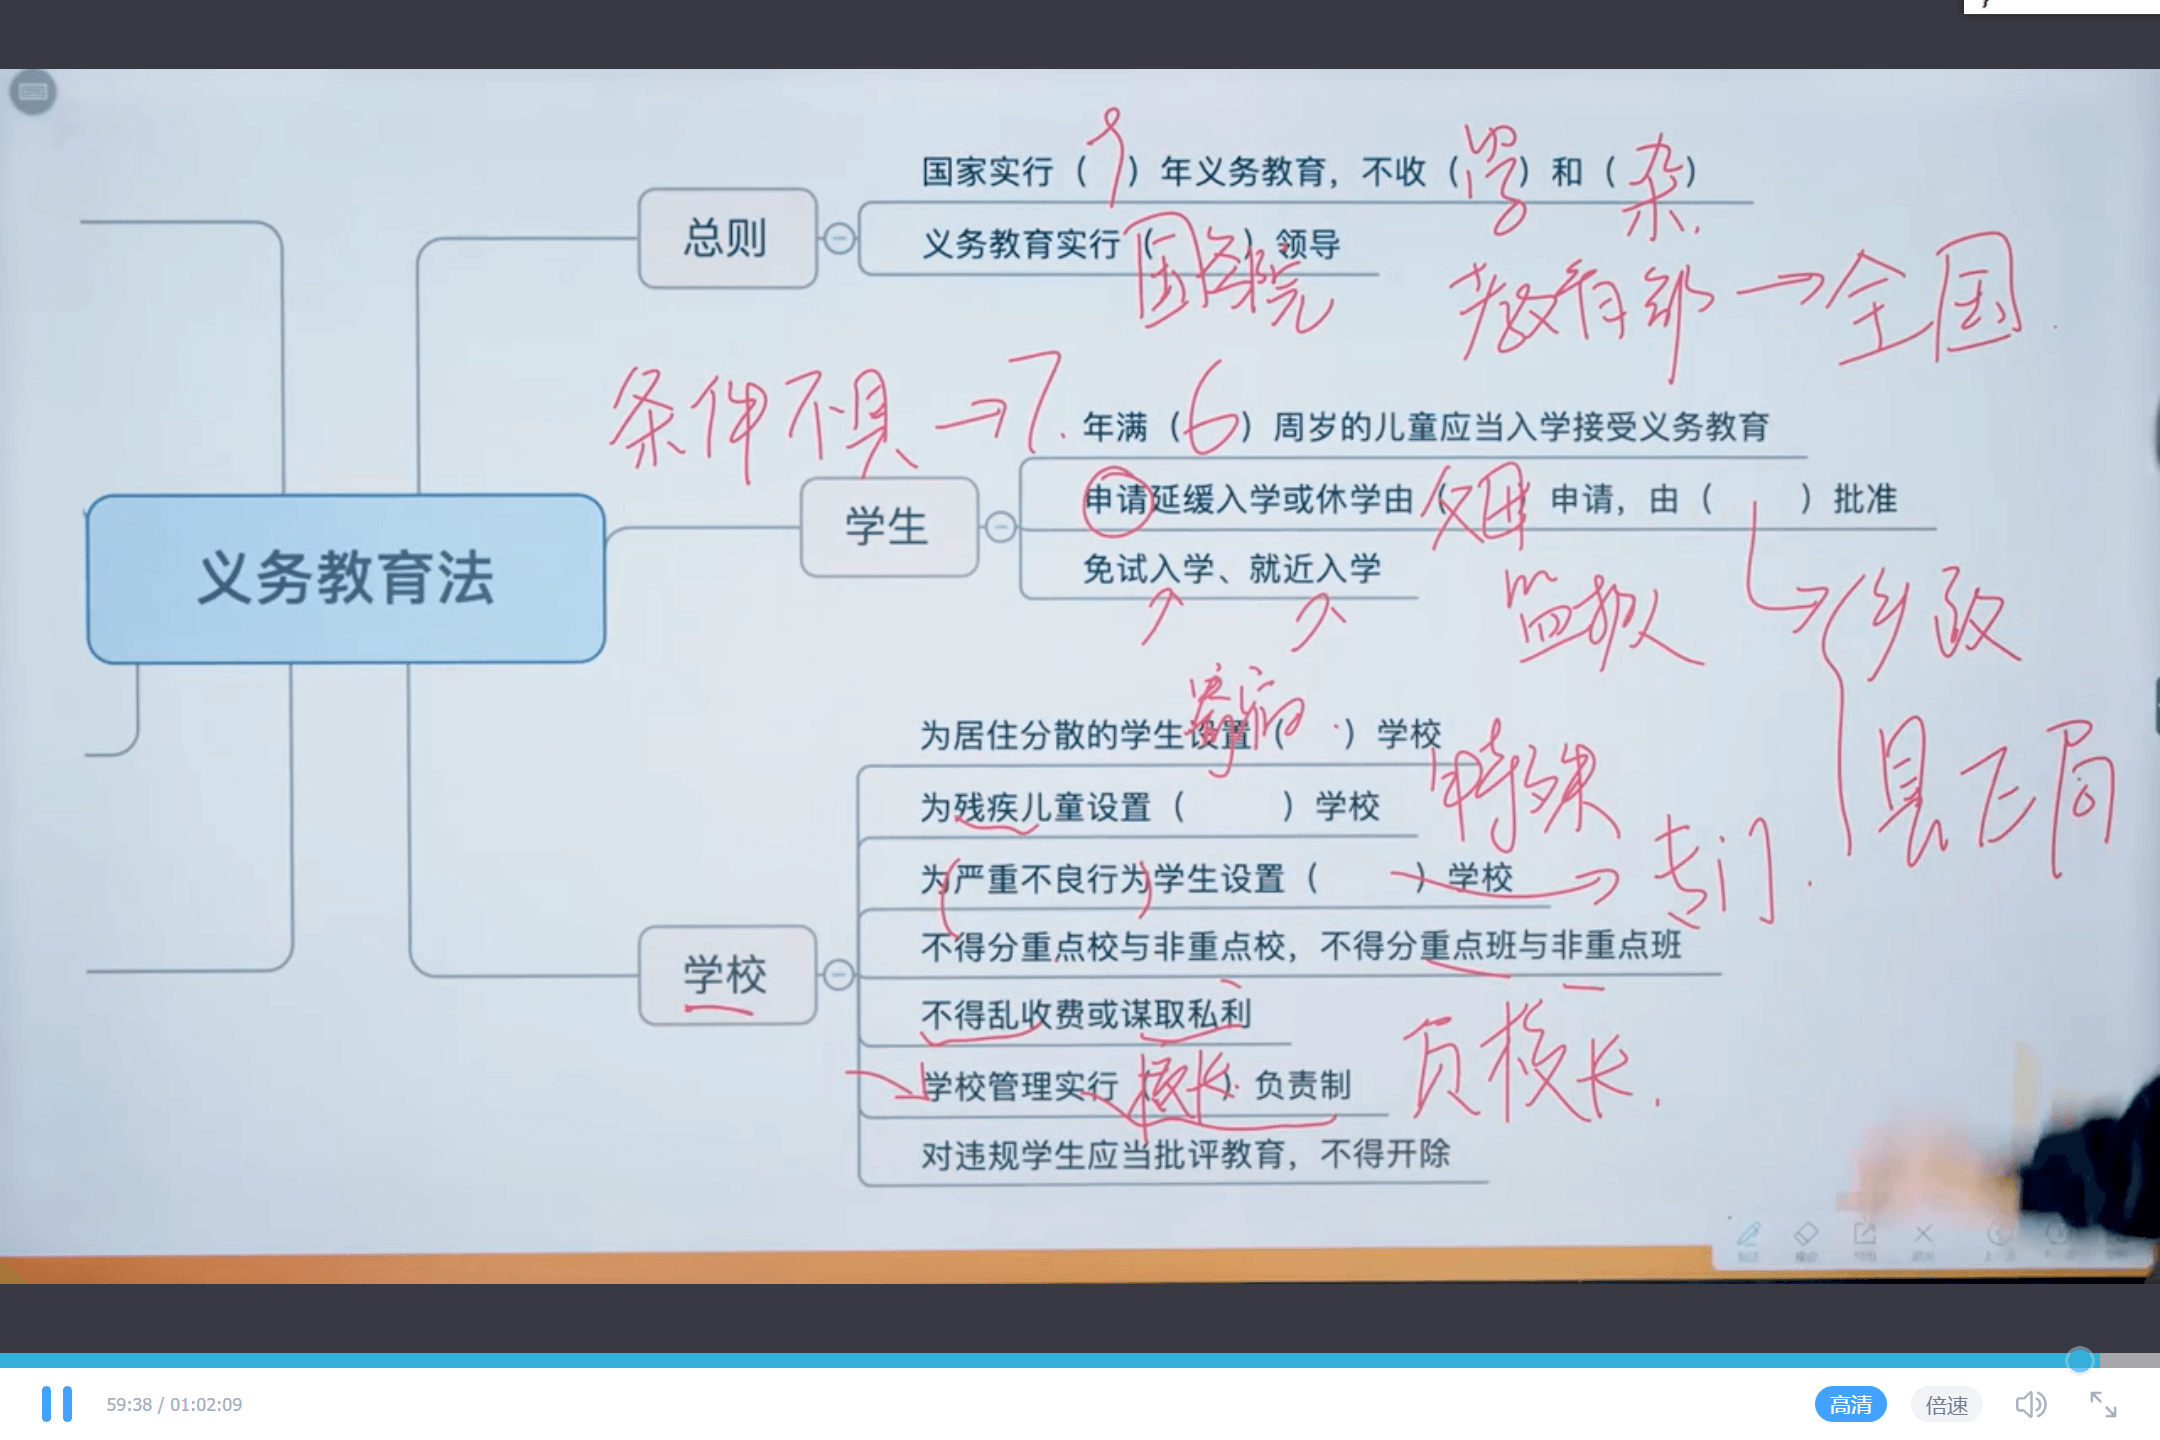 国家实行（9）年义务教育，不收（学）和（杂）
义务教育实行（国务院）领导
教育部→全国
条件不具→7.
年满（6）周岁的儿童应当入学接受义务教育
申请延缓入学或休学由（父母 申请，由（ ）批准
监护人
乡政
县教局
免试入学、就近入学
总则
学生
义务教育法
学校
为居住分散的学生设置（寄宿）学校
为残疾儿童设置（ ）学校
特殊
为严重不良行为学生设置（ ）学校
专门
不得分重点校与非重点校，不得分重点班与非重点班
不得乱收费或谋取私利
学校管理实行（校长）负责制
负 校长
对违规学生应当批评教育，不得开除
59:38 / 01:02:09
高清
倍速